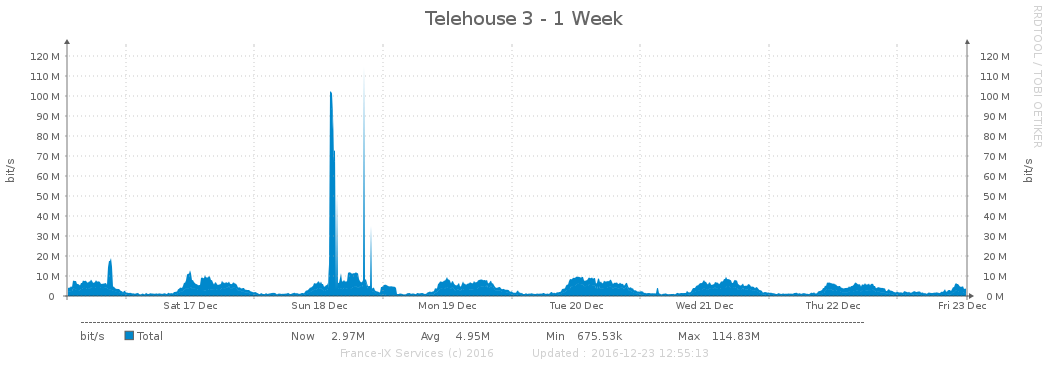 Telehouse 3 - 1 Week
RRDTOOL / TOBI OETIKER
bit/s
120 M 120 M
110 M 110 M
100 M 100 M
90 M 90 M
80 M 80 M
70 M 70 M
60 M 60 M
50 M 50 M
40 M 40 M
30 M 30 M
20 M 20 M
10 M 10 M
0 0 M
bit/s
Sat 17 Dec Sun 18 Dec Mon 19 Dec Tue 20 Dec Wed 21 Dec Thu 22 Dec Fri 23 Dec
bit/s Total Now 2.97M Avg 4.95M Min 675.53k Max 114.83M
France-IX Services (c) 2016 Updated : 2016-12-23 12:55:13